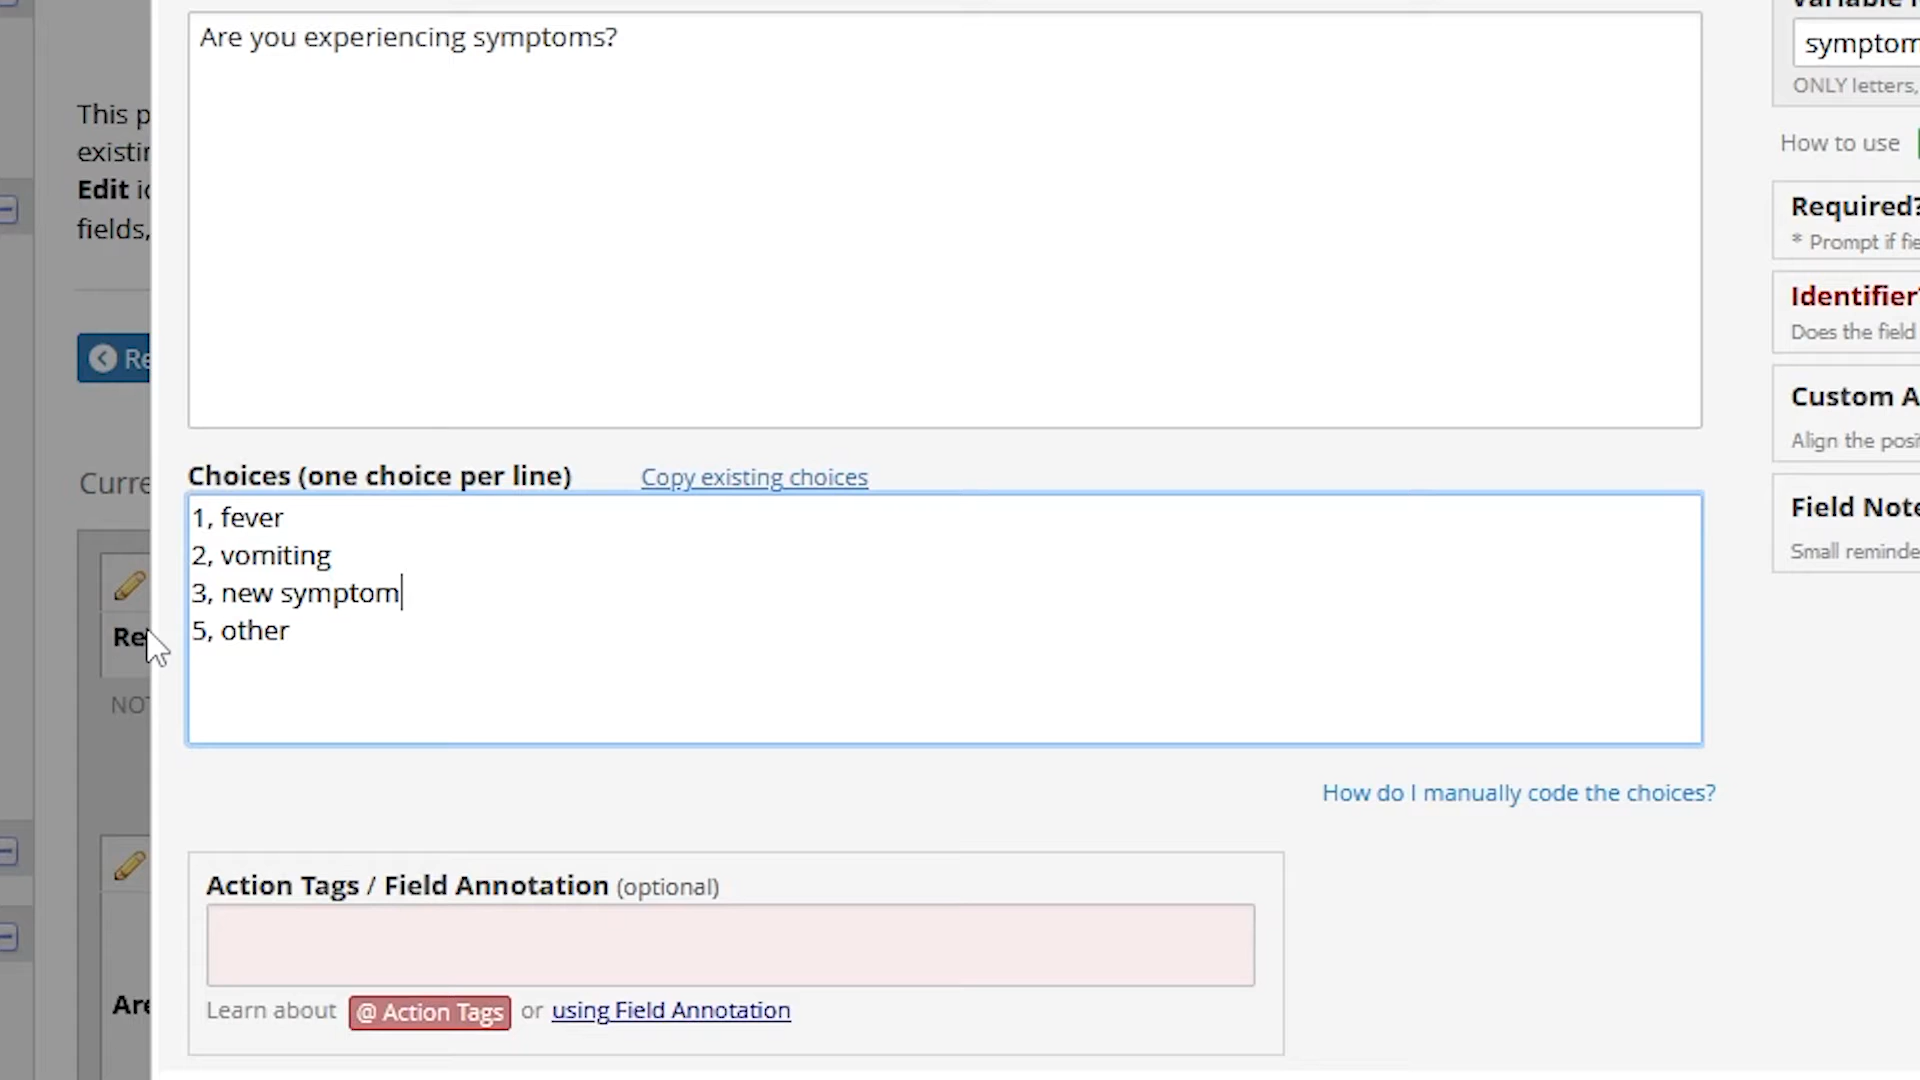 Are you experiencing symptoms?
symptom
ONLY letters,
This p
existin
Edit
fields,
How to use
Required?
* Prompt if fie
Identifier?
Does the field
Re
Custom A
Align the posi
Curre
Choices (one choice per line) Copy existing choices
1, fever
2, vomiting
3, new symptom
5, other
Field Note
Small reminde
Re
NOT
How do I manually code the choices?
Action Tags / Field Annotation (optional)
Are
Learn about @ Action Tags or using Field Annotation